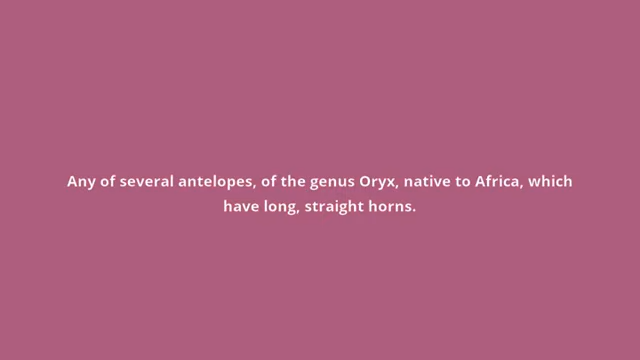 Any of several antelopes, of the genus Oryx, native to Africa, which
have long, straight horns.